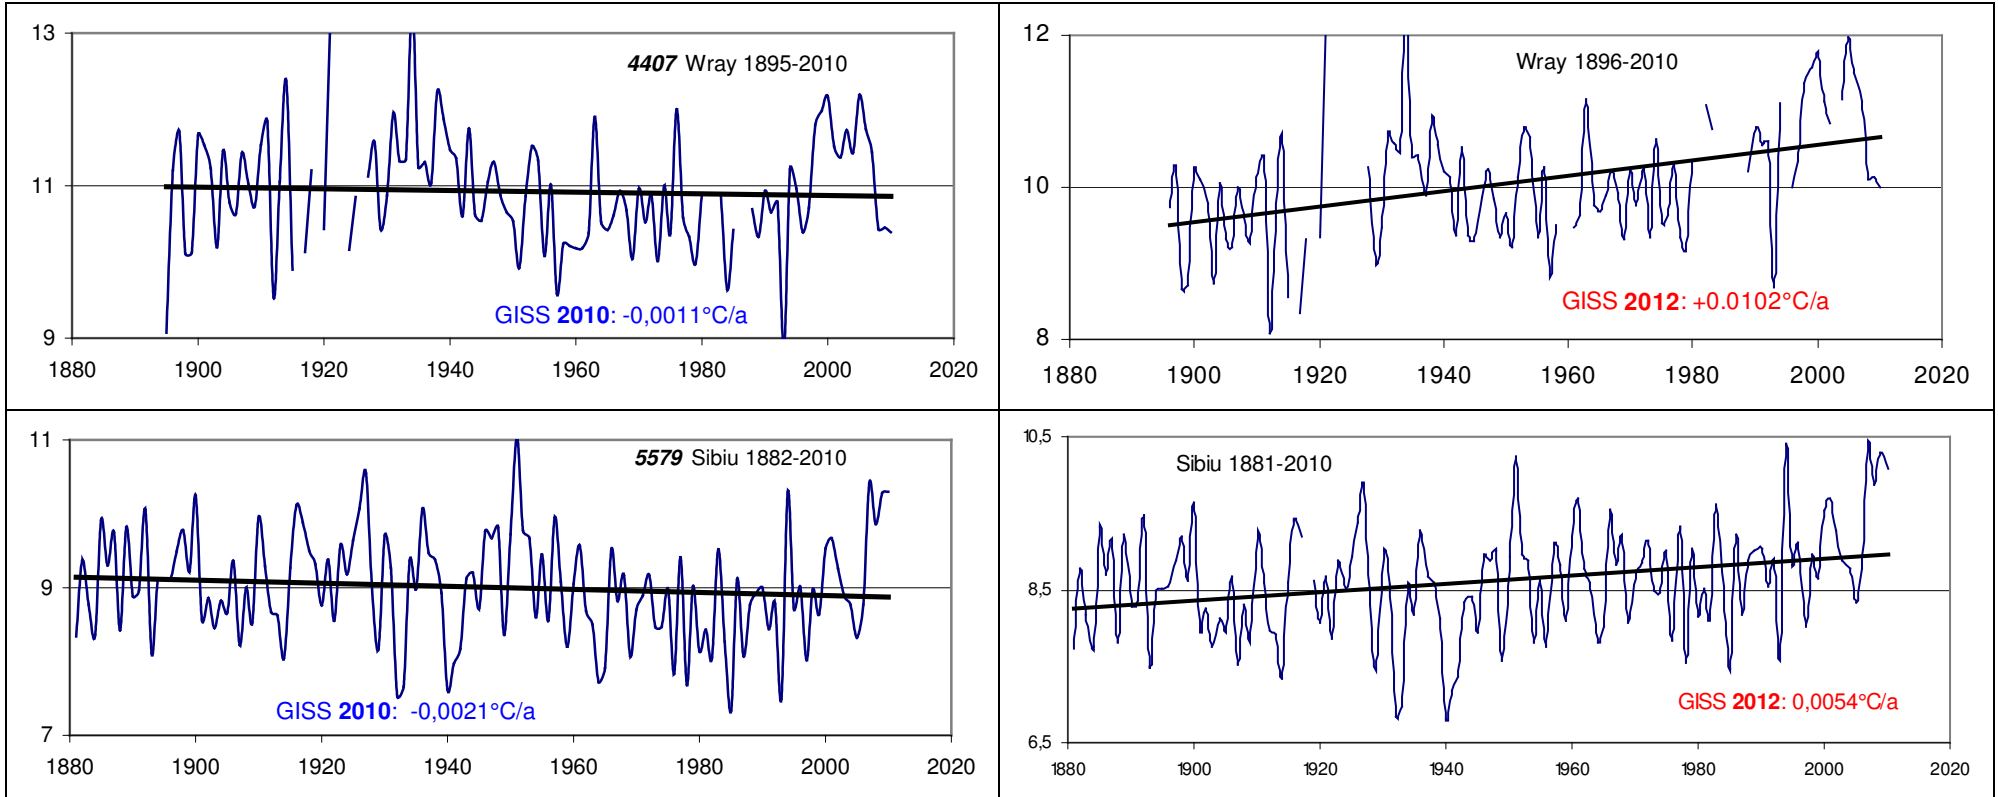 13
11
9
1880 1900 1920 1940 1960 1980 2000 2020
4407 Wray 1895-2010
GISS 2010: -0,0011°C/a
12
10
8
1880 1900 1920 1940 1960 1980 2000 2020
Wray 1896-2010
GISS 2012: +0.0102°C/a
11
9
7
1880 1900 1920 1940 1960 1980 2000 2020
5579 Sibiu 1882-2010
GISS 2010: -0,0021°C/a
10,5
8,5
6,5
1880 1900 1920 1940 1960 1980 2000 2020
Sibiu 1881-2010
GISS 2012: 0,0054°C/a